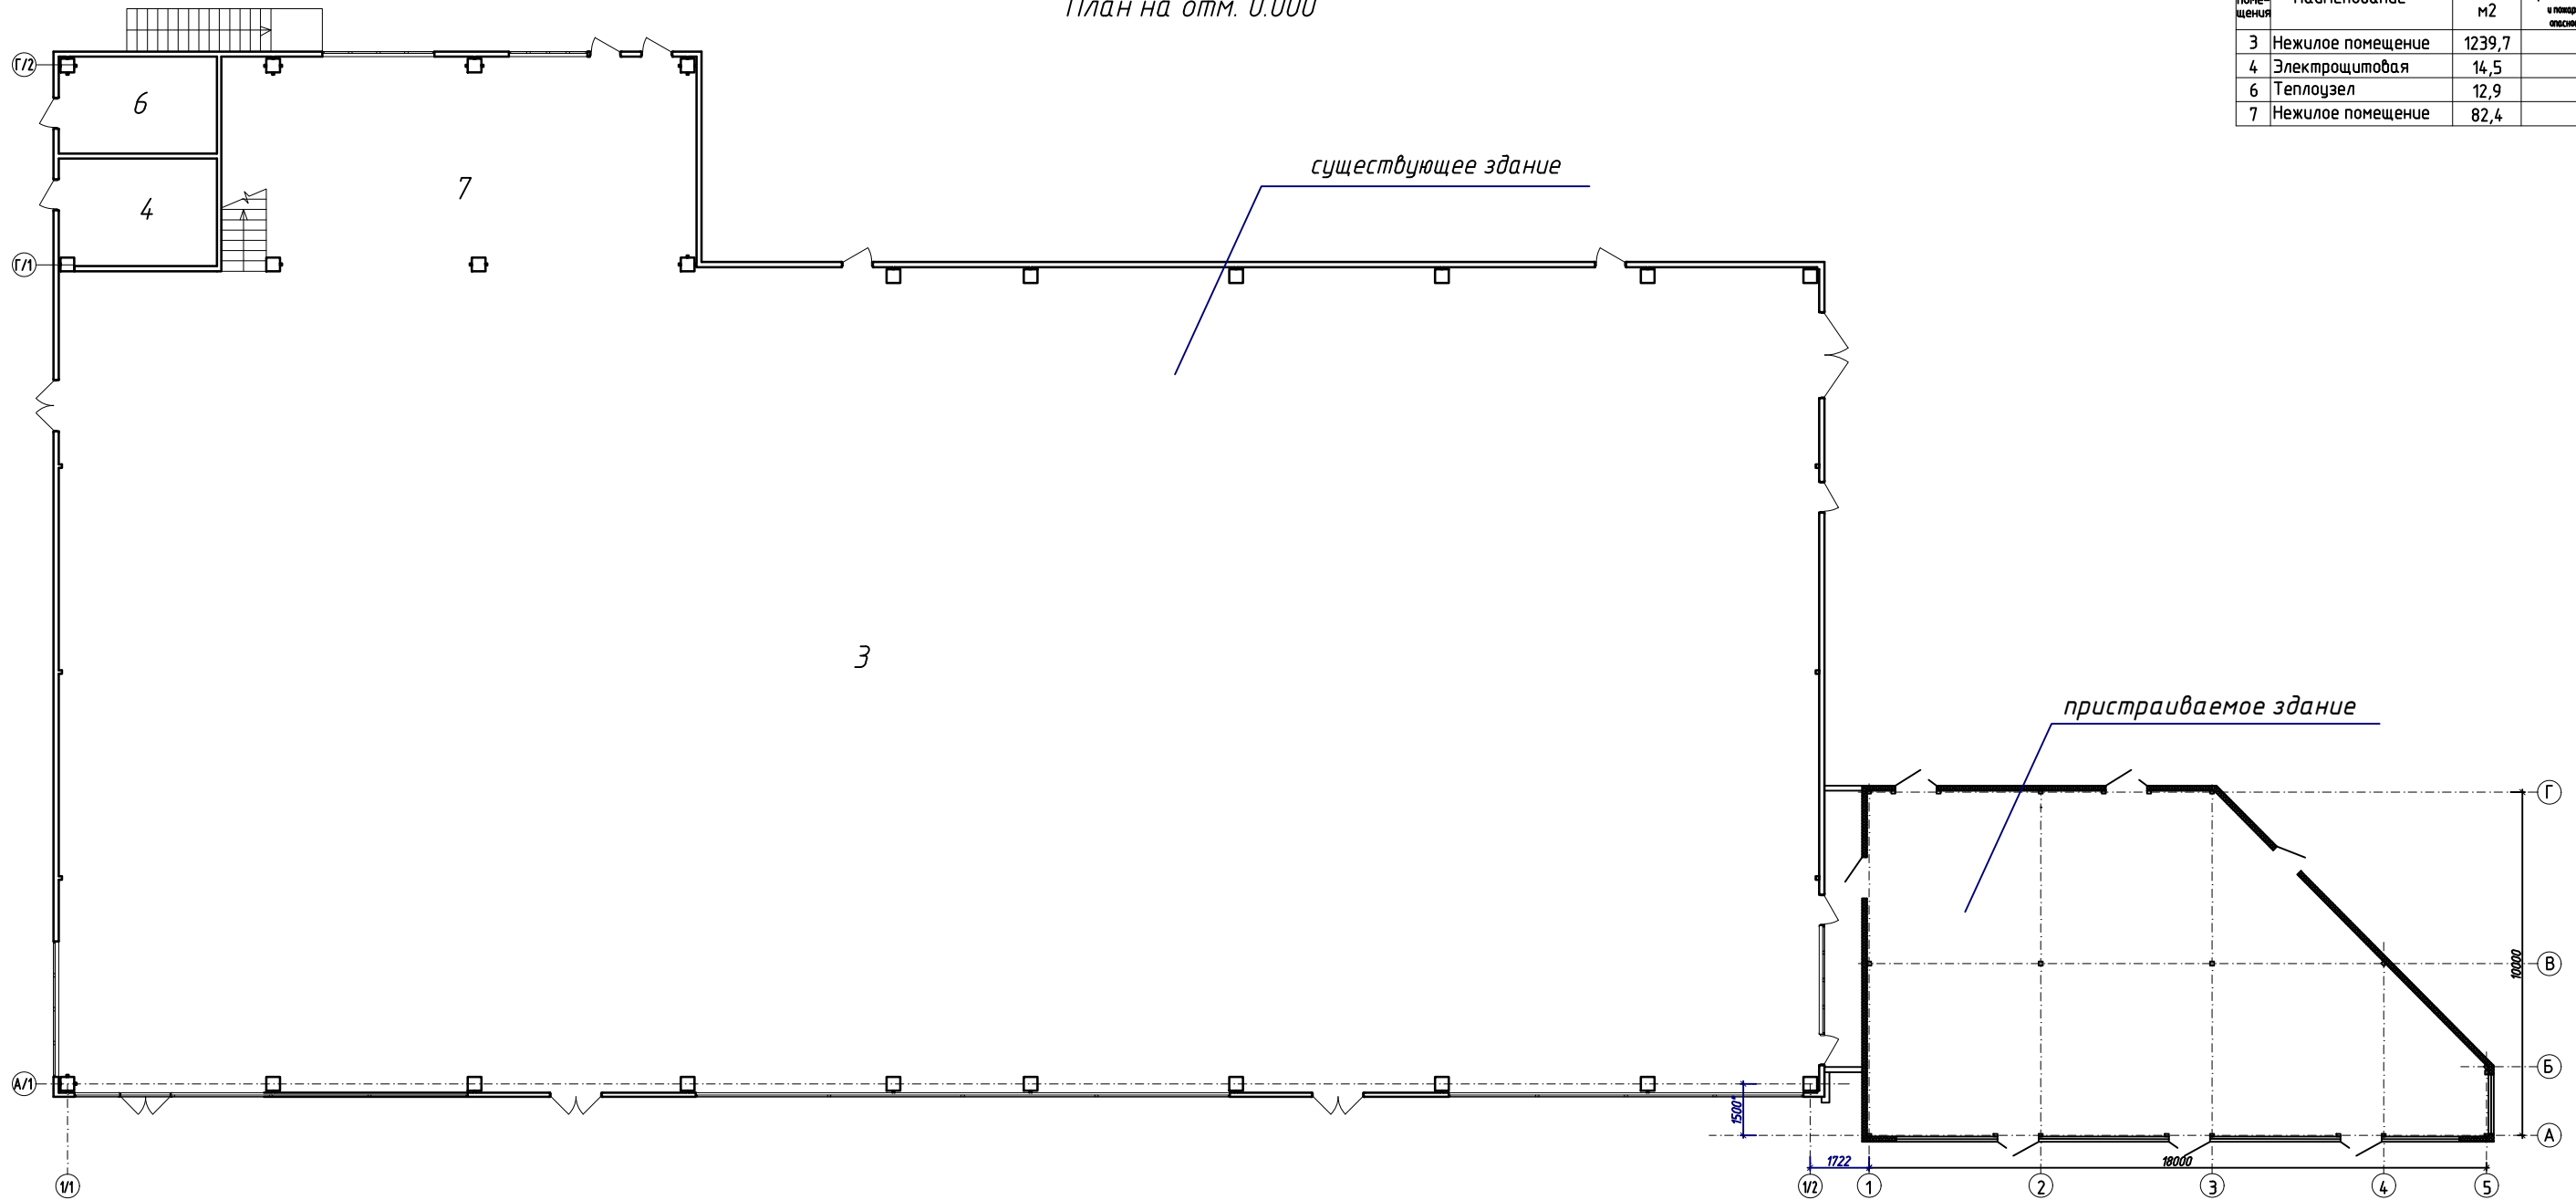 План на отм. 0.000
щения
м2
3 Нежилое помещение 1239,7
4 Электрощитовая 14,5
6 Теплоузел 12,9
7 Нежилое помещение 82,4
Г/2
6
существующее здание
7
4
Г/1
3
пристраиваемое здание
Г
10000
В
Б
А/1
1500*
А
1722
18000
1/1
1/2
1
2
3
4
5